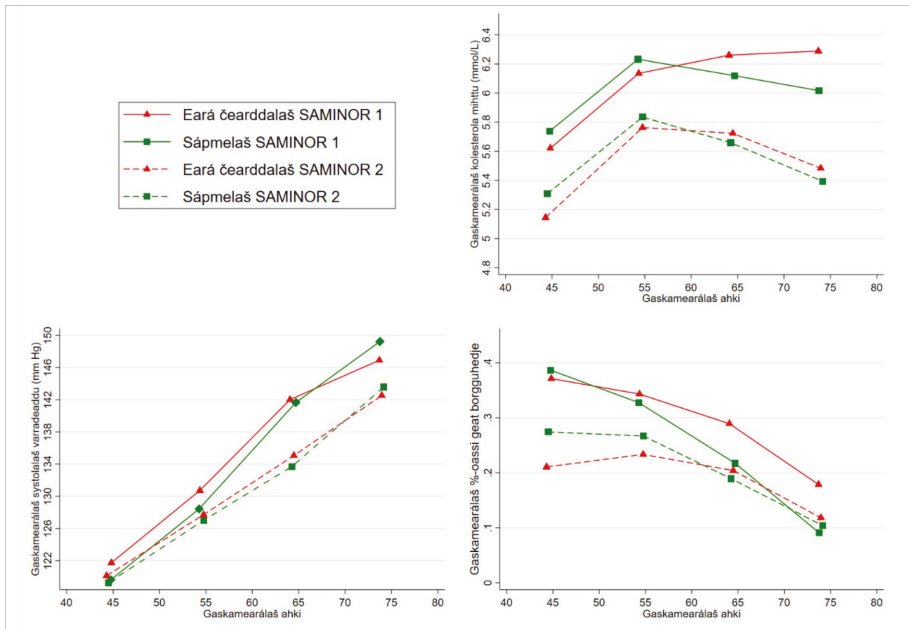 Eará čearddalaš SAMINOR 1
Sápmelaš SAMINOR 1
Eará čearddalaš SAMINOR 2
Sápmelaš SAMINOR 2
Gaskamearálaš kolesterola mihttu (mmol/L)
6.4
6.2
6
5.8
5.6
5.4
5.2
5
4.8
40 45 50 55 60 65 70 75 80
Gaskamearálaš ahki
Gaskamearálaš systolalaš varradeaddu (mm Hg)
150
146
142
138
134
130
126
122
40 45 50 55 60 65 70 75 80
Gaskamearálaš ahki
Gaskamearálaš %-oassi geat borgguhedje
.4
.3
.2
.1
0
40 45 50 55 60 65 70 75 80
Gaskamearálaš ahki